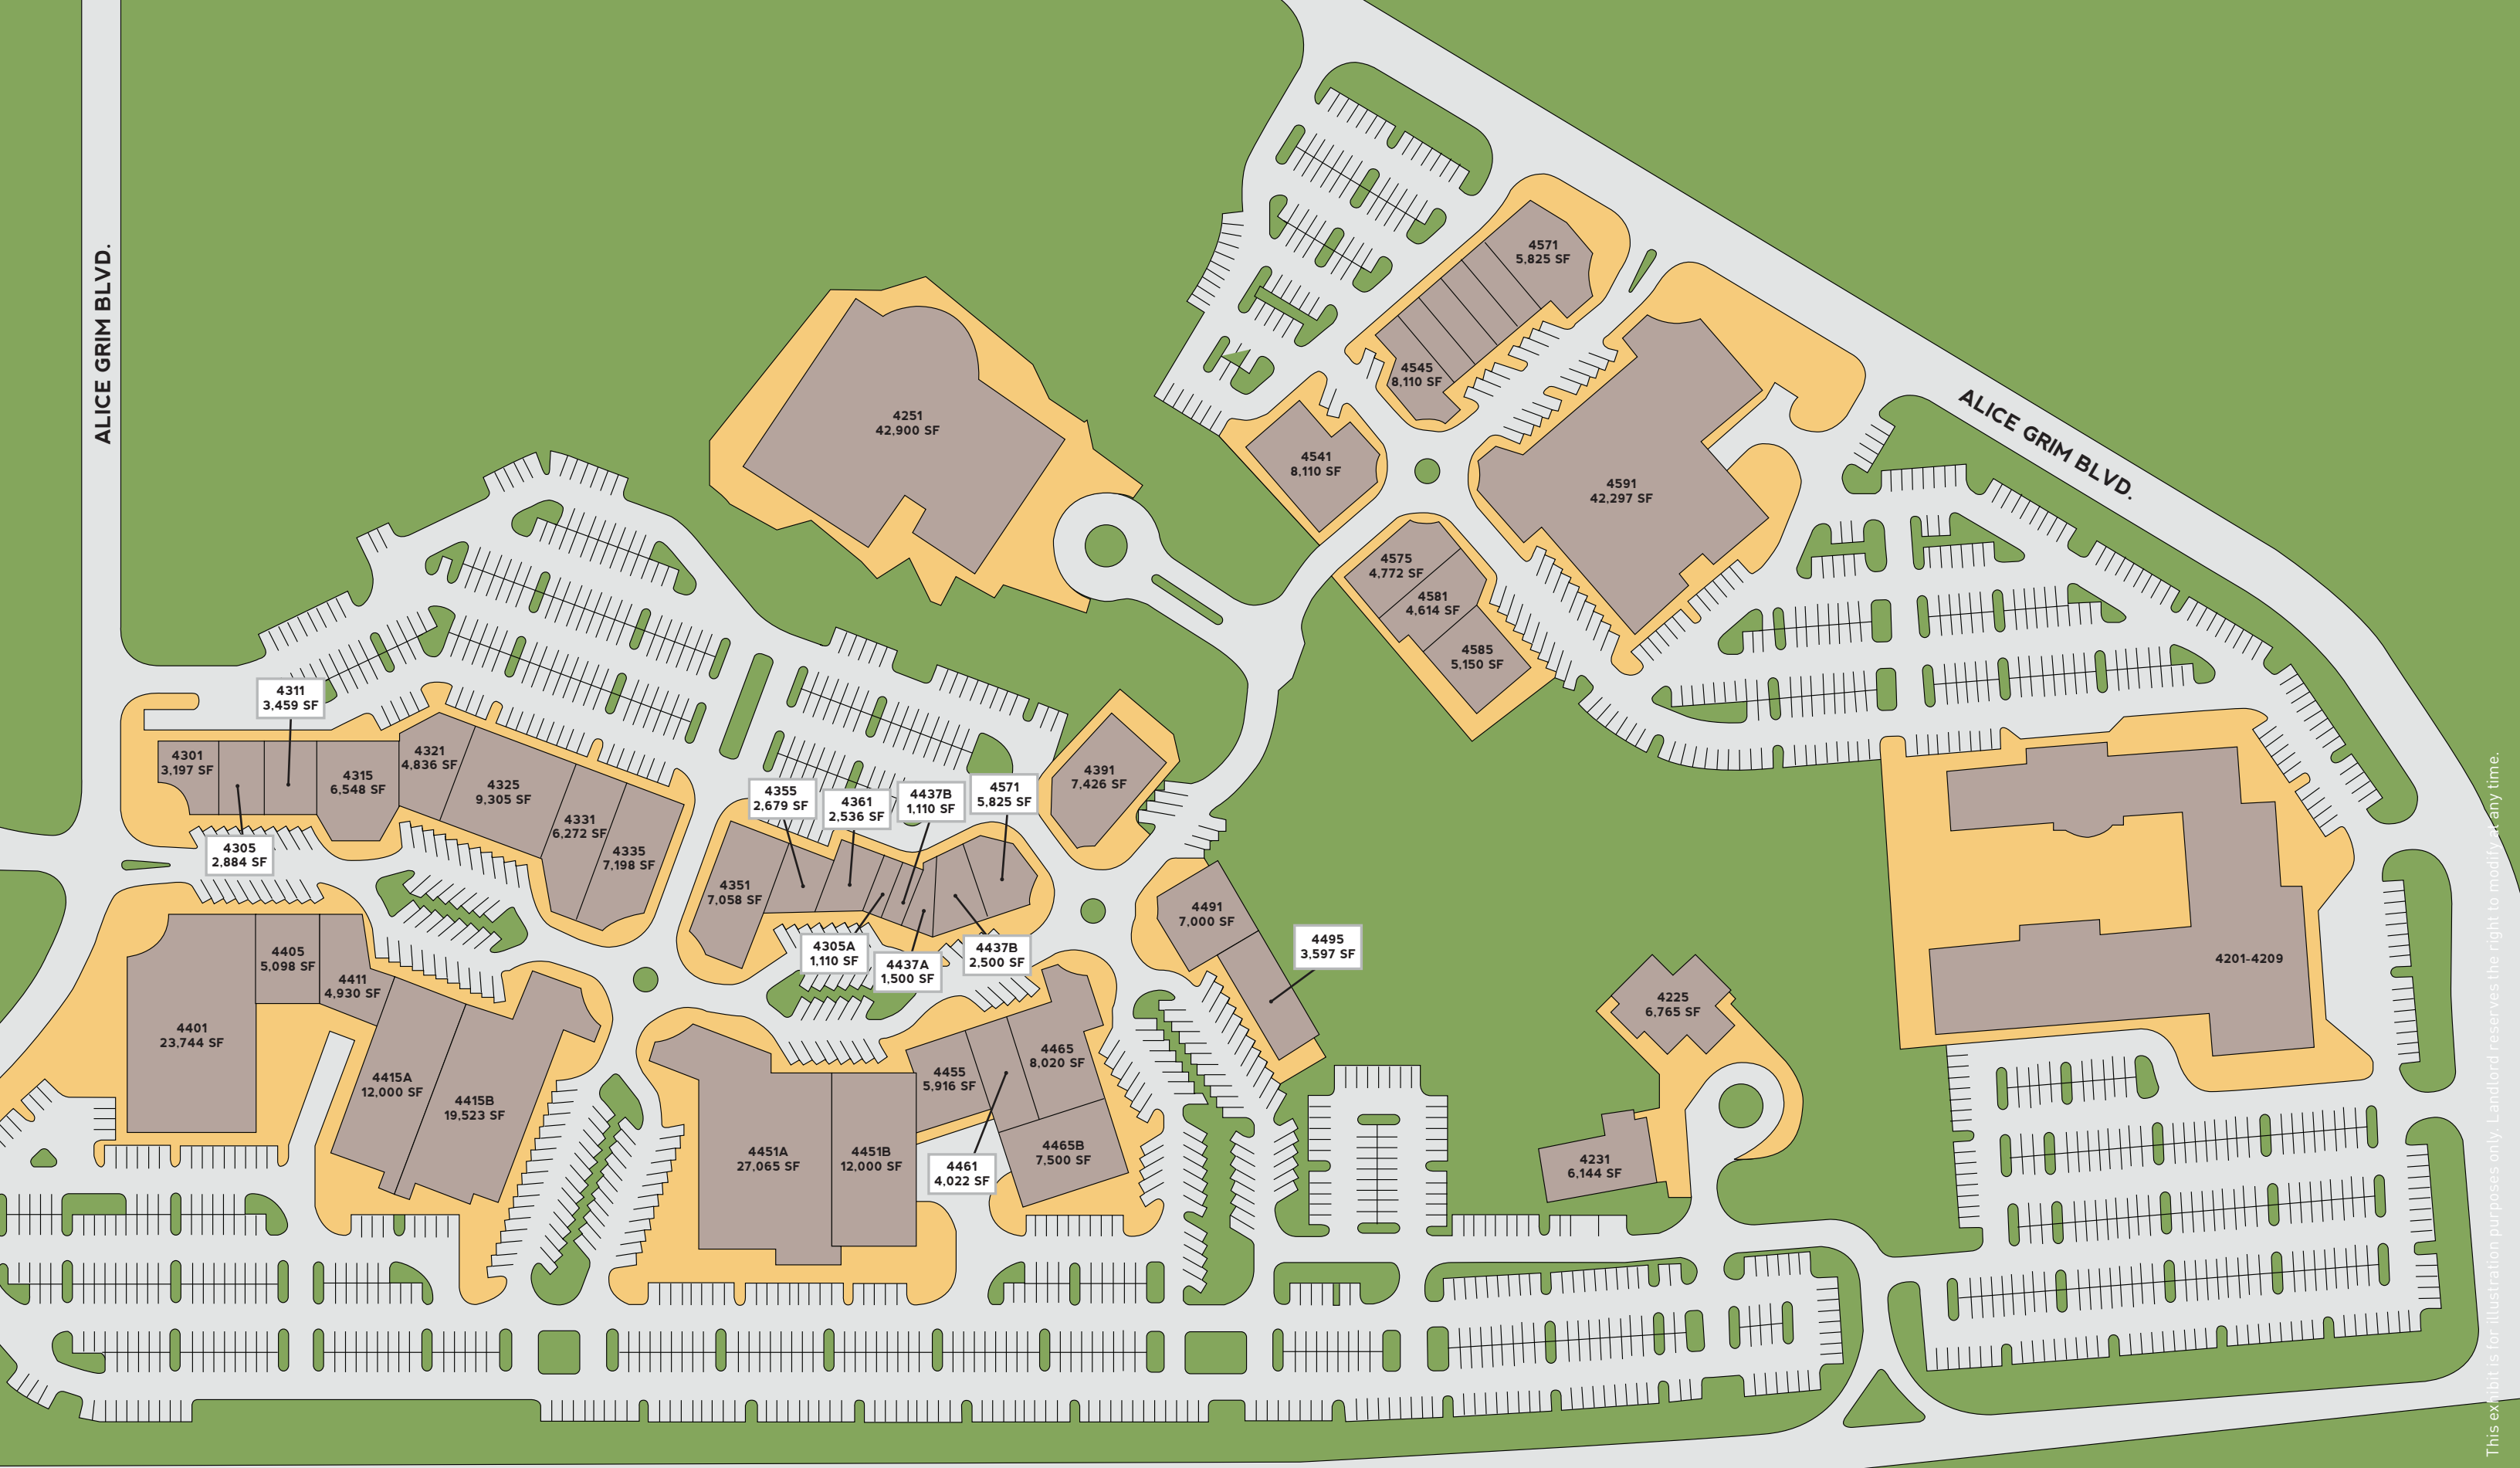 ALICE GRIM BLVD.
ALICE GRIM BLVD.
4571
5,825 SF
4545
8,110 SF
4541
8,110 SF
4591
42,297 SF
4575
4,772 SF
4581
4,614 SF
4585
5,150 SF
4251
42,900 SF
4311
3,459 SF
4301
3,197 SF
4305
2,884 SF
4315
6,548 SF
4321
4,836 SF
4325
9,305 SF
4331
6,272 SF
4335
7,198 SF
4351
7,058 SF
4355
2,679 SF
4361
2,536 SF
4437B
1,110 SF
4571
5,825 SF
4391
7,426 SF
4305A
1,110 SF
4437A
1,500 SF
4437B
2,500 SF
4491
7,000 SF
4495
3,597 SF
4401
23,744 SF
4405
5,098 SF
4411
4,930 SF
4415A
12,000 SF
4415B
19,523 SF
4451A
27,065 SF
4451B
12,000 SF
4455
5,916 SF
4461
4,022 SF
4465
8,020 SF
4465B
7,500 SF
4225
6,765 SF
4231
6,144 SF
4201-4209
This exhibit is for illustration purposes only. Landlord reserves the right to modify at any time.